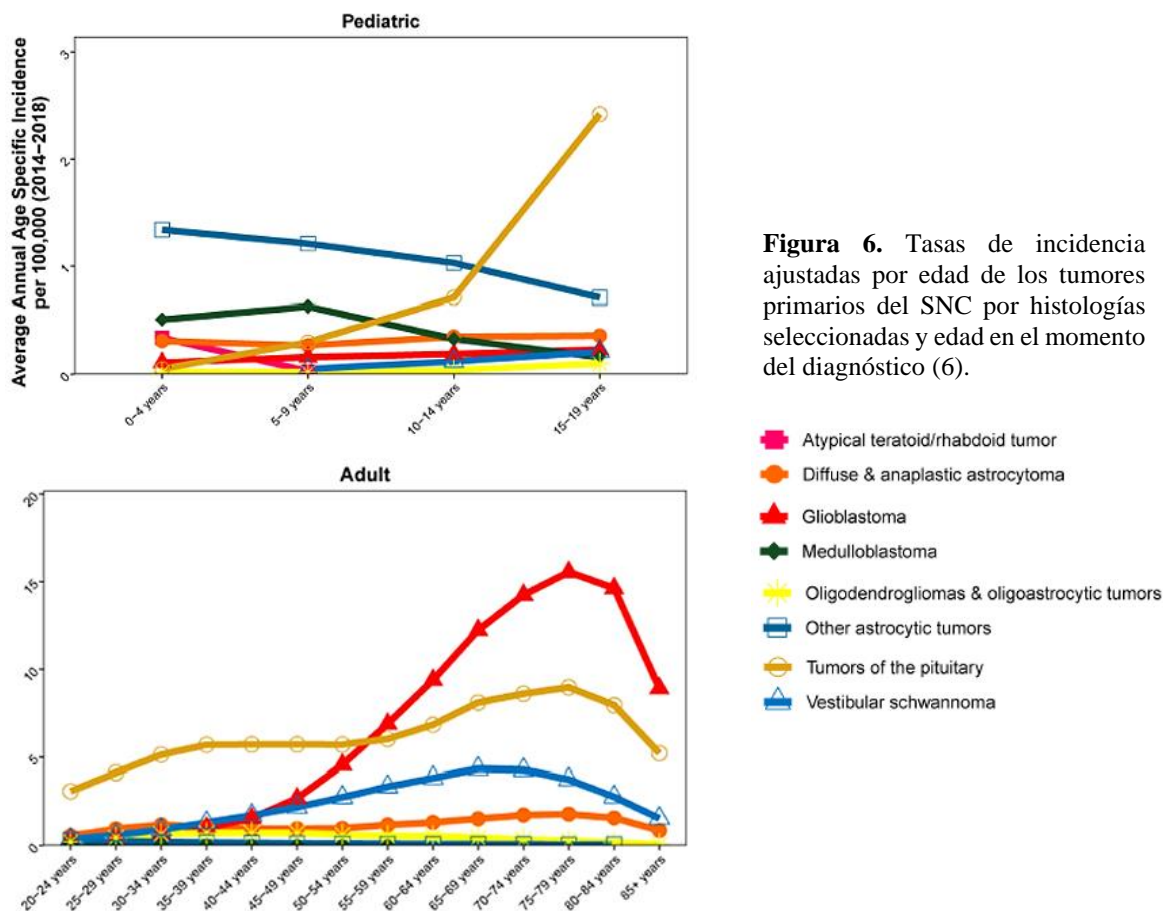 Pediatric
Average Annual Age Specific Incidence
per 100,000 (2014–2018)
3
2
1
0
0–4 years
5–9 years
10–14 years
15–19 years
Figura 6. Tasas de incidencia
ajustadas por edad de los tumores
primarios del SNC por histologías
seleccionadas y edad en el momento
del diagnóstico (6).
Atypical teratoid/rhabdoid tumor
Diffuse & anaplastic astrocytoma
Glioblastoma
Medulloblastoma
Oligodendrogliomas & oligoastrocytic tumors
Other astrocytic tumors
Tumors of the pituitary
Vestibular schwannoma
Adult
20
15
10
5
0
20–24 years
25–29 years
30–34 years
35–39 years
40–44 years
45–49 years
50–54 years
55–59 years
60–64 years
65–69 years
70–74 years
75–79 years
80–84 years
85+ years